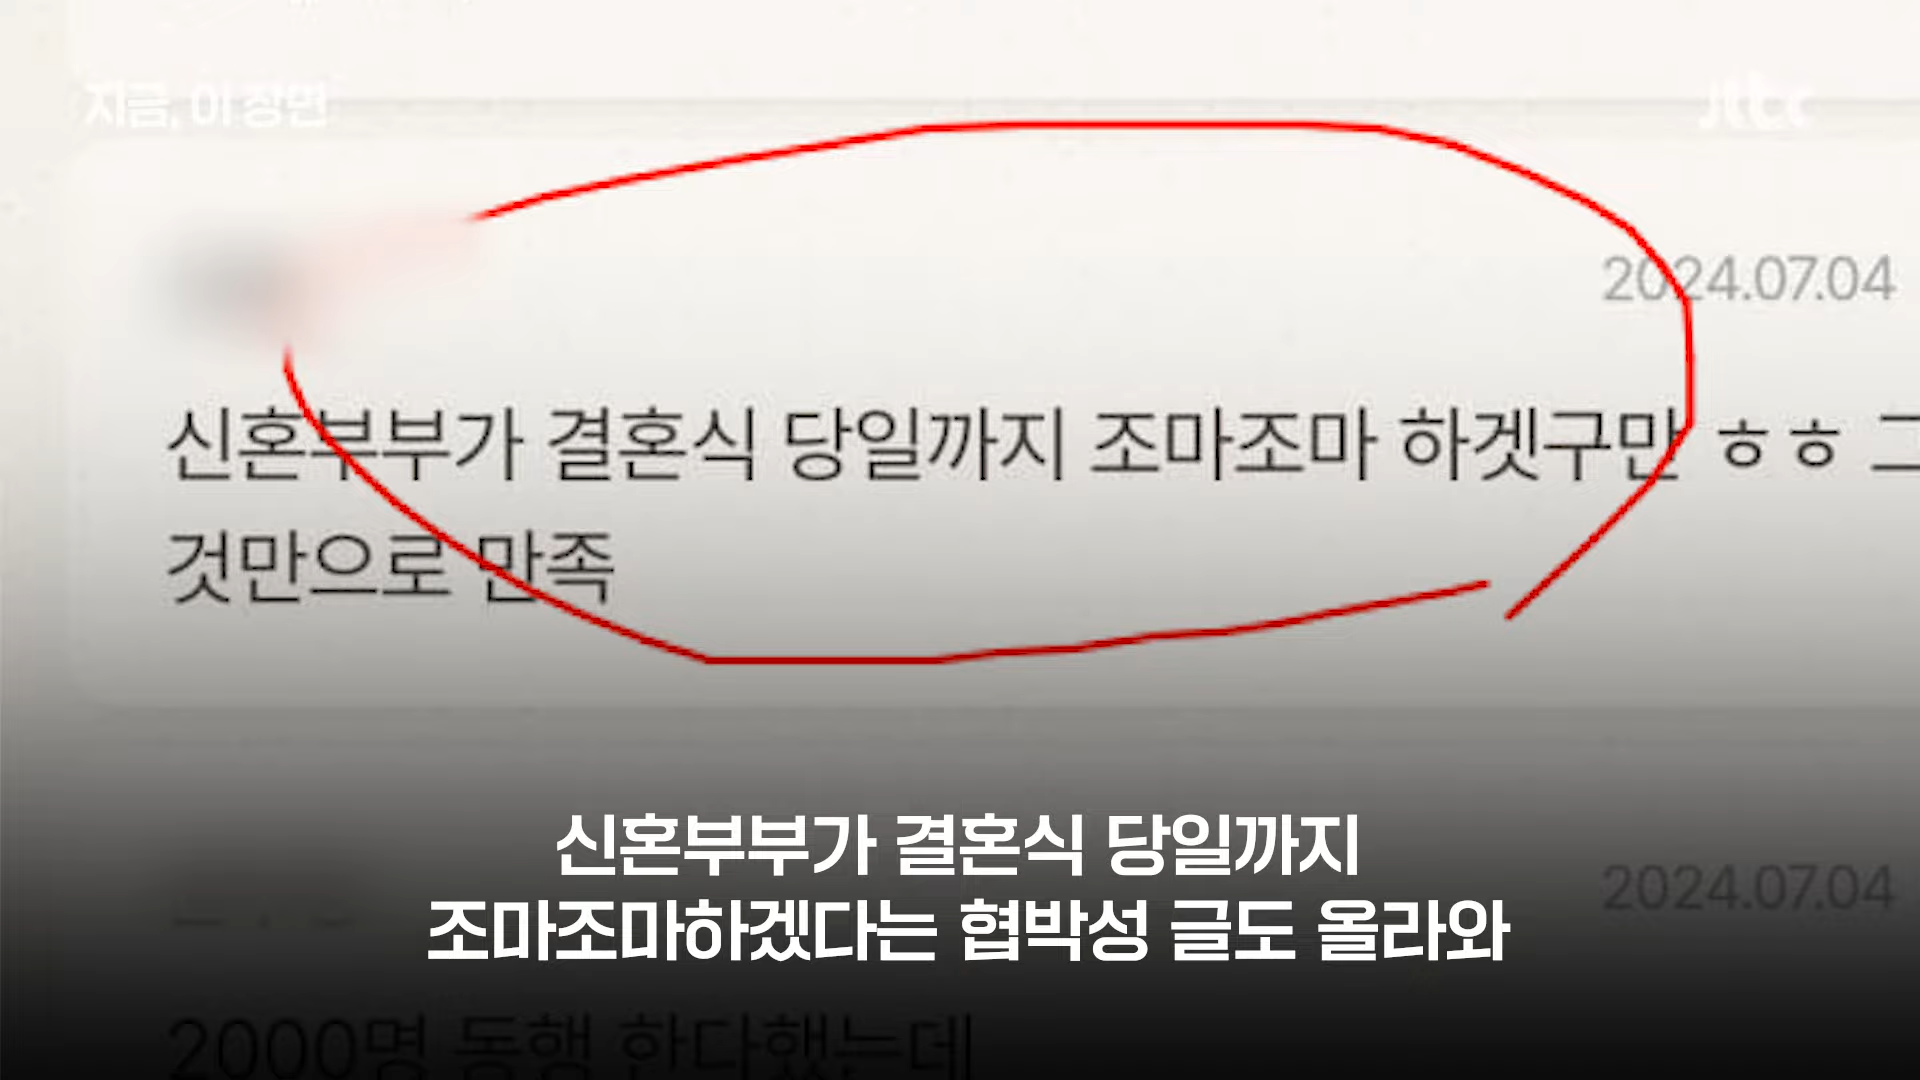 지금, 이 장면
jtbc
2024.07.04
신혼부부가 결혼식 당일까지 조마조마 하겟구만 ㅎㅎ 그
것만으로 만족
신혼부부가 결혼식 당일까지
조마조마하겠다는 협박성 글도 올라와
2024.07.04
2000명 동행 한다했는데